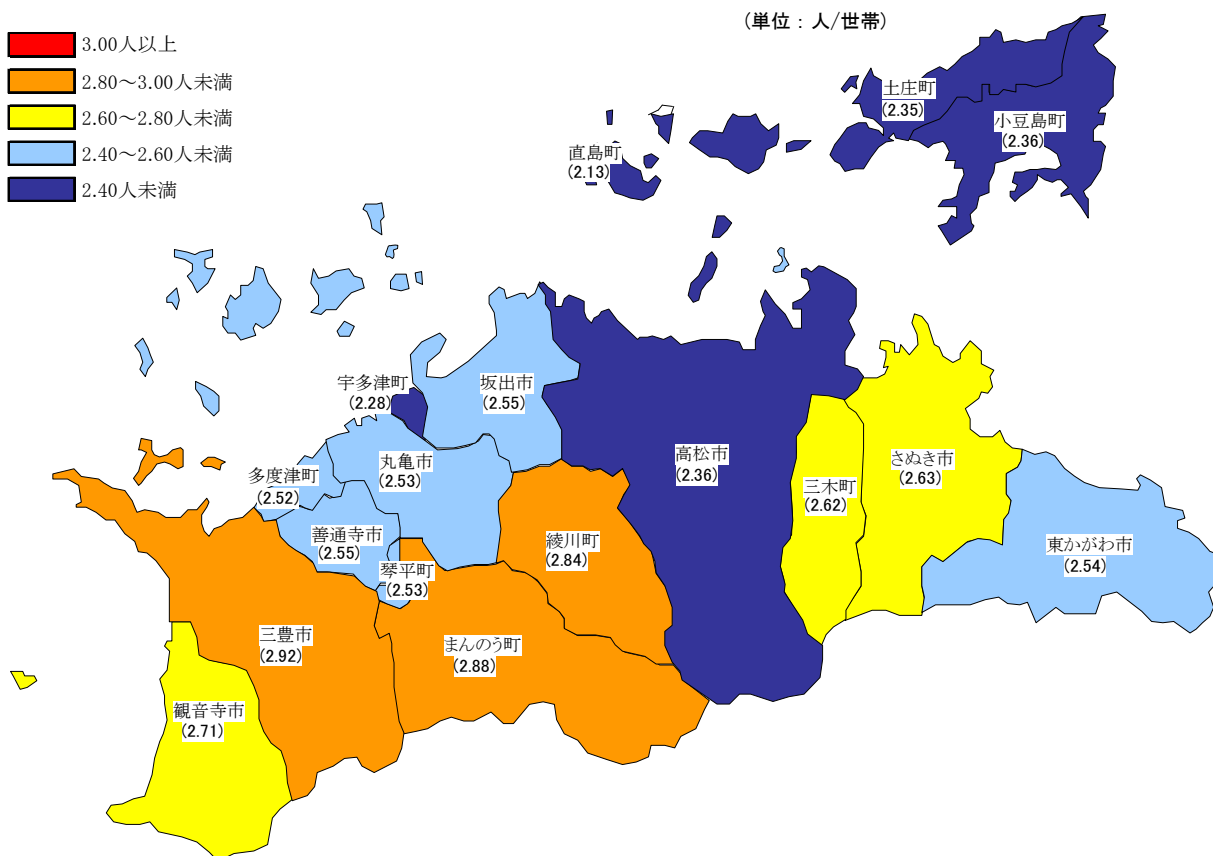 (単位：人/世帯)
3.00人以上
2.80～3.00人未満
2.60～2.80人未満
2.40～2.60人未満
2.40人未満
土庄町
(2.35)
小豆島町
(2.36)
直島町
(2.13)
宇多津町
(2.28)
坂出市
(2.55)
高松市
(2.36)
さぬき市
(2.63)
丸亀市
(2.53)
多度津町
(2.52)
三木町
(2.62)
善通寺市
(2.55)
綾川町
(2.84)
東かがわ市
(2.54)
琴平町
(2.53)
三豊市
(2.92)
まんのう町
(2.88)
観音寺市
(2.71)